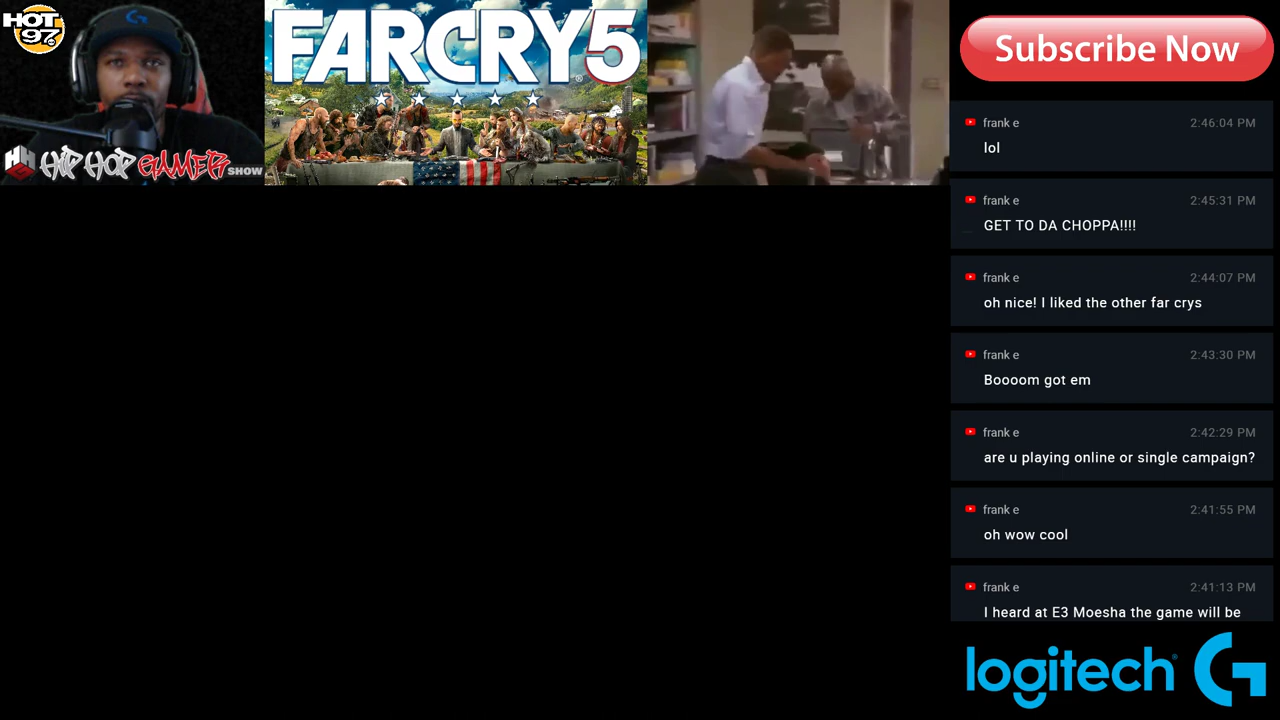 HOT
97
HIP HOP GAMER SHOW
FARCRY5
Subscribe Now
frank e 2:46:04 PM
lol
frank e 2:45:31 PM
GET TO DA CHOPPA!!!!
frank e 2:44:07 PM
oh nice! I liked the other far crys
frank e 2:43:30 PM
Boooom got em
frank e 2:42:29 PM
are u playing online or single campaign?
frank e 2:41:55 PM
oh wow cool
frank e 2:41:13 PM
I heard at E3 Moesha the game will be
logitech G